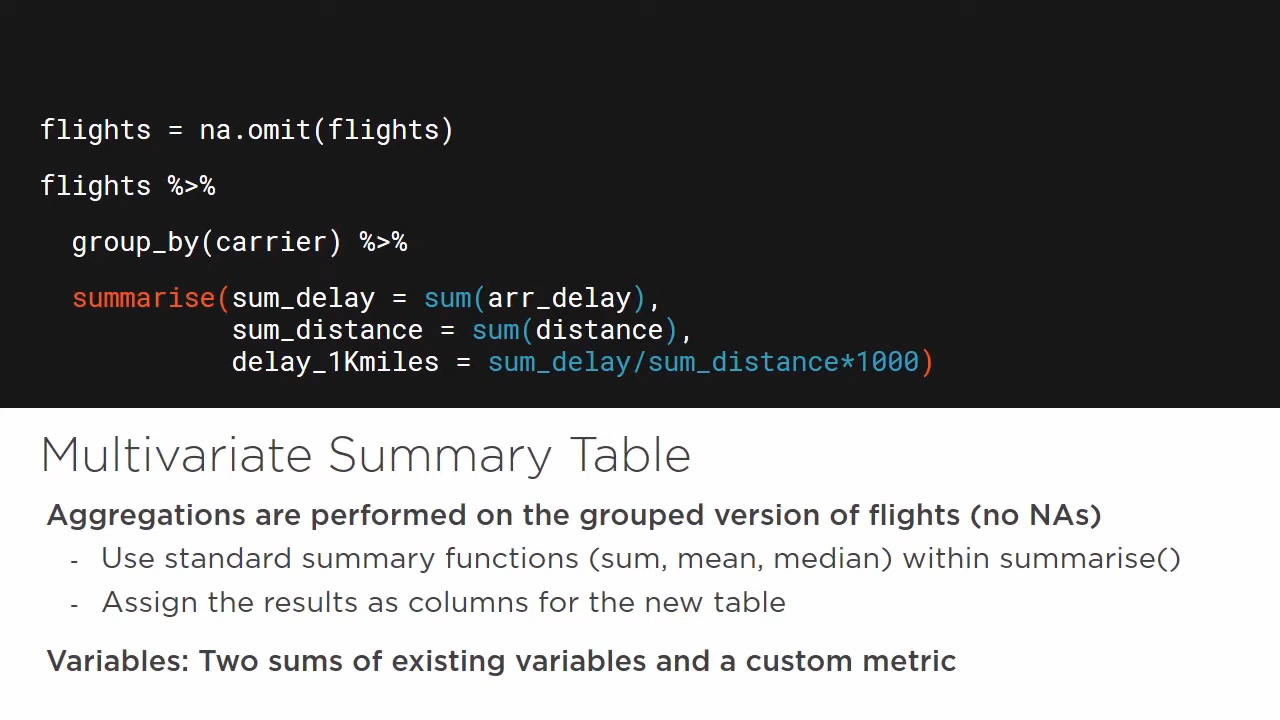 flights = na.omit(flights)
flights %>%
group_by(carrier) %>%
summarise(sum_delay = sum(arr_delay),
sum_distance = sum(distance),
delay_1Kmiles = sum_delay/sum_distance*1000)
Multivariate Summary Table
Aggregations are performed on the grouped version of flights (no NAs)
- Use standard summary functions (sum, mean, median) within summarise()
- Assign the results as columns for the new table
Variables: Two sums of existing variables and a custom metric